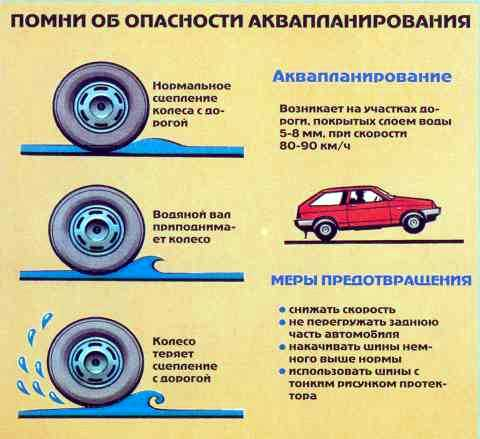 ПОМНИ ОБ ОПАСНОСТИ АКВАПЛАНИРОВАНИЯ
Нормальное
сцепление
колеса с до-
рогой
Водяной вал
приподнима-
ет колесо
Колесо
теряет
сцепление
с дорогой
Аквапланирование
Возникает на участках до-
роги, покрытых слоем воды
5-8 мм, при скорости
80-90 км/ч
МЕРЫ ПРЕДОТВРАЩЕНИЯ
• снижать скорость
• не перегружать заднюю
часть автомобиля
• накачивать шины нем-
ного выше нормы
• использовать шины с
тонким рисунком протек-
тора